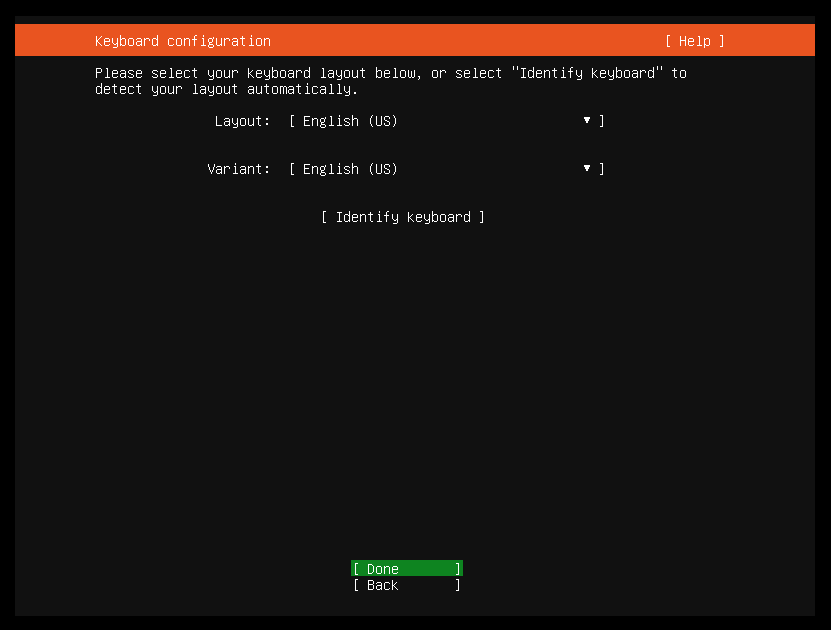 Keyboard configuration [ Help ]
Please select your keyboard layout below, or select "Identify keyboard" to
detect your layout automatically.
Layout: [ English (US) ▼ ]
Variant: [ English (US) ▼ ]
[ Identify keyboard ]
[ Done ]
[ Back ]